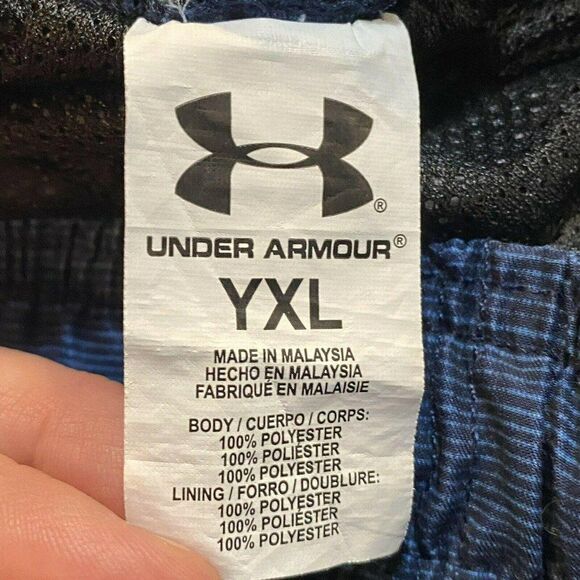 ®
UNDER ARMOUR®
YXL
MADE IN MALAYSIA
HECHO EN MALAYSIA
FABRIQUÉ EN MALAISIE
BODY / CUERPO / CORPS:
100% POLYESTER
100% POLIÉSTER
100% POLYESTER
LINING / FORRO / DOUBLURE:
100% POLYESTER
100% POLIÉSTER
100% POLYESTER